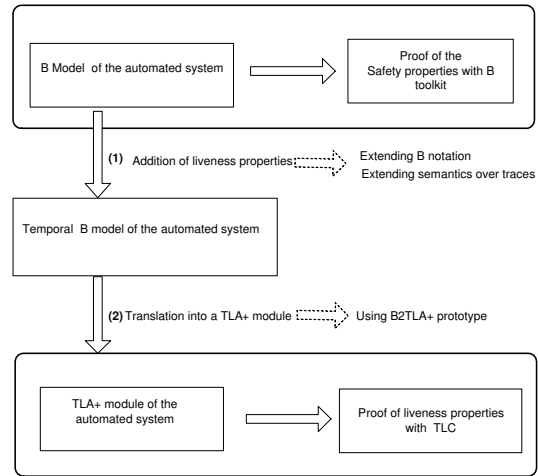 B Model of the automated system
Proof of the
Safety properties with B
toolkit
(1) Addition of liveness properties
Extending B notation
Extending semantics over traces
Temporal B model of the automated system
(2) Translation into a TLA+ module
Using B2TLA+ prototype
TLA+ module of the
automated system
Proof of liveness properties
with TLC